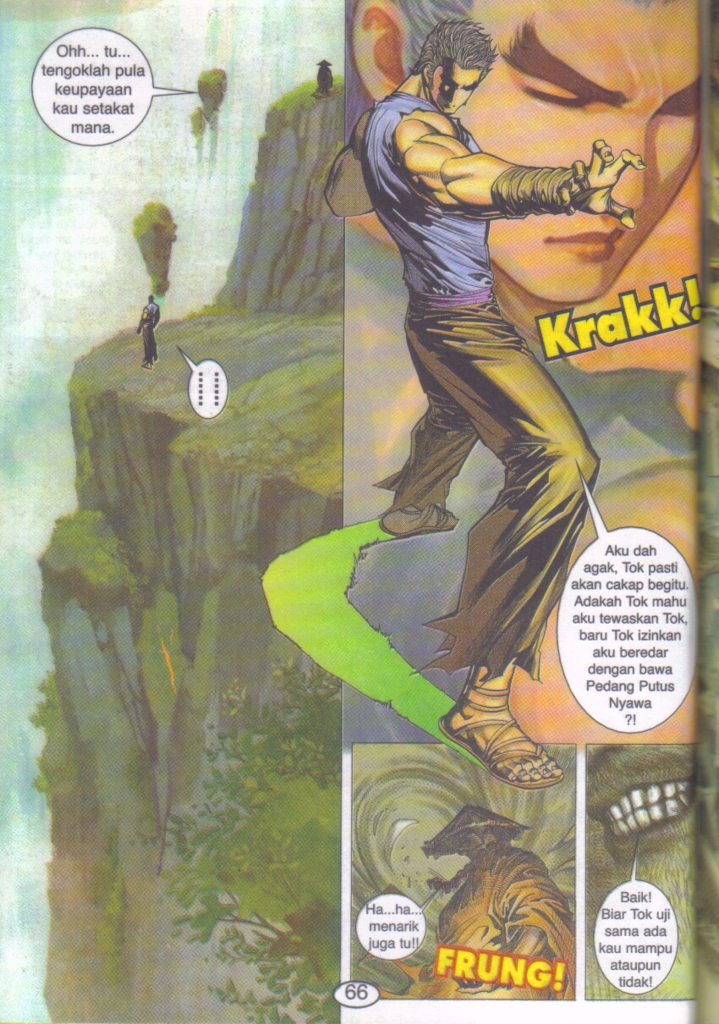 Ohh... tu...
tengoklah pula
keupayaan
kau setakat
mana.
Krakk!
Aku dah
agak, Tok pasti
akan cakap begitu.
Adakah Tok mahu
aku tewaskan Tok,
baru Tok izinkan
aku beredar
dengan bawa
Pedang Putus
Nyawa
?!
Ha...ha...
menarik
juga tu!!
FRUNG!
Baik!
Biar Tok uji
sama ada
kau mampu
ataupun
tidak!
66